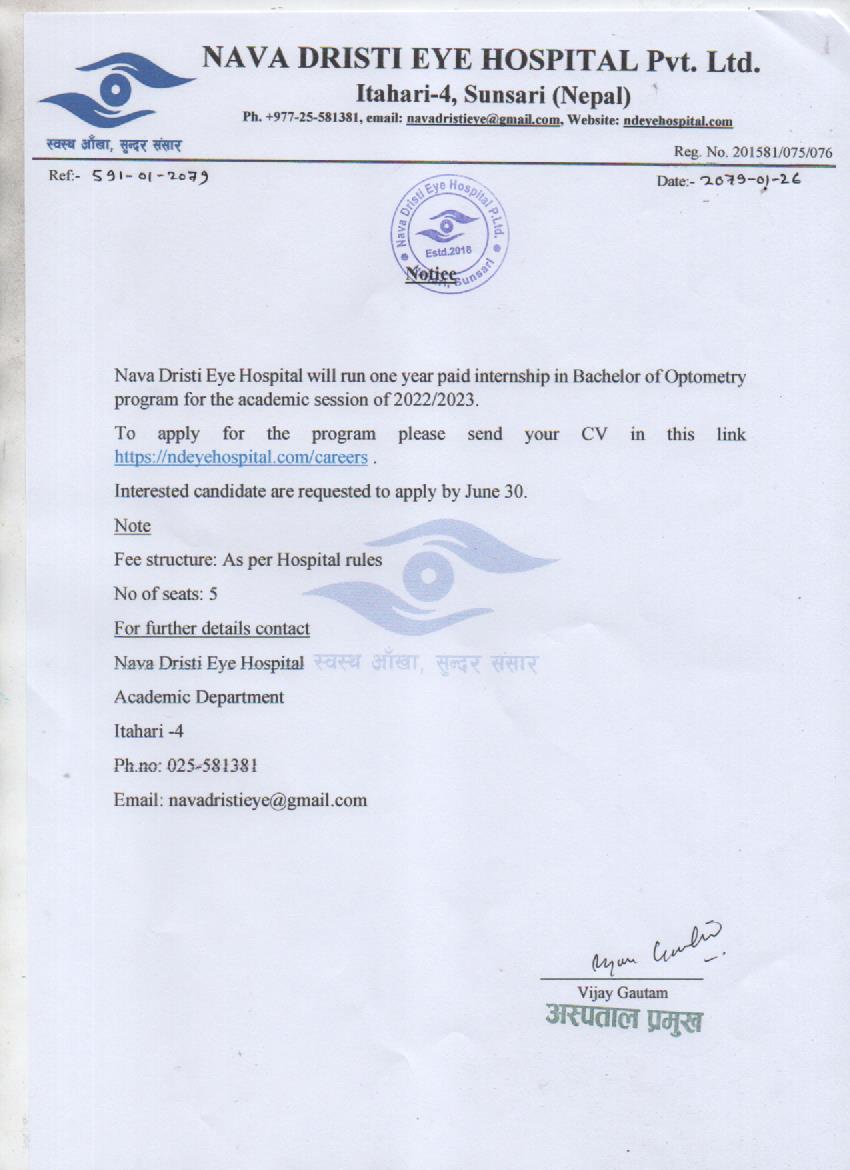 NAVA DRISTI EYE HOSPITAL Pvt. Ltd.
Itahari-4, Sunsari (Nepal)
Ph. +977-25-581381, email: navadristieye@gmail.com, Website: ndeyehospital.com
स्वस्थ आँखा, सुन्दर संसार
Reg. No. 201581/075/076
Ref:- 591-01-2079
Date:- 2079-01-26
Nava Dristi Eye Hospital P.Ltd.
Estd.2018
Itahari, Sunsari
Notice
Nava Dristi Eye Hospital will run one year paid internship in Bachelor of Optometry
program for the academic session of 2022/2023.
To apply for the program please send your CV in this link
https://ndeyehospital.com/careers .
Interested candidate are requested to apply by June 30.
Note
Fee structure: As per Hospital rules
No of seats: 5
For further details contact
Nava Dristi Eye Hospital
स्वस्थ आँखा, सुन्दर संसार
Academic Department
Itahari -4
Ph.no: 025-581381
Email: navadristieye@gmail.com
Vijay Gautam
अस्पताल प्रमुख